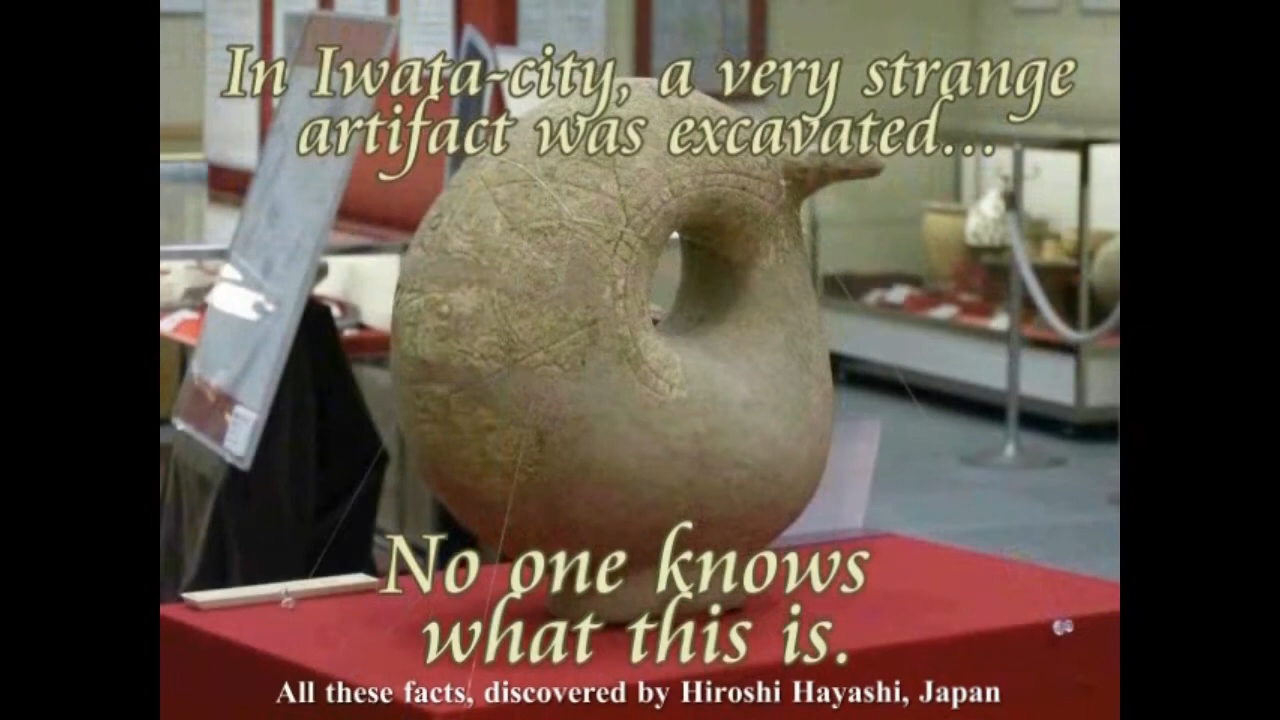 In Iwata-city, a very strange
artifact was excavated...
No one knows
what this is.
All these facts, discovered by Hiroshi Hayashi, Japan